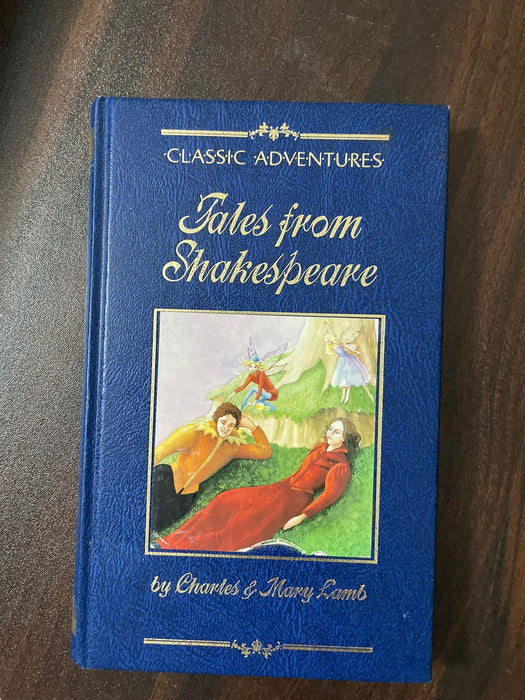 CLASSIC ADVENTURES
Tales from
Shakespeare
by Charles & Mary Lamb